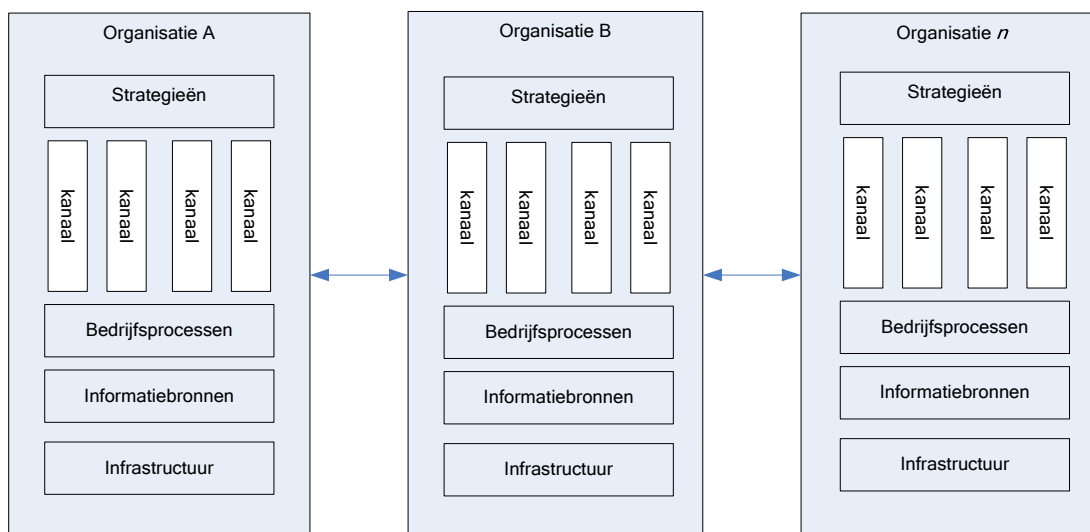 Organisatie A
Strategieën
kanaal
kanaal
kanaal
kanaal
Bedrijfsprocessen
Informatiebronnen
Infrastructuur
Organisatie B
Strategieën
kanaal
kanaal
kanaal
kanaal
Bedrijfsprocessen
Informatiebronnen
Infrastructuur
Organisatie n
Strategieën
kanaal
kanaal
kanaal
kanaal
Bedrijfsprocessen
Informatiebronnen
Infrastructuur